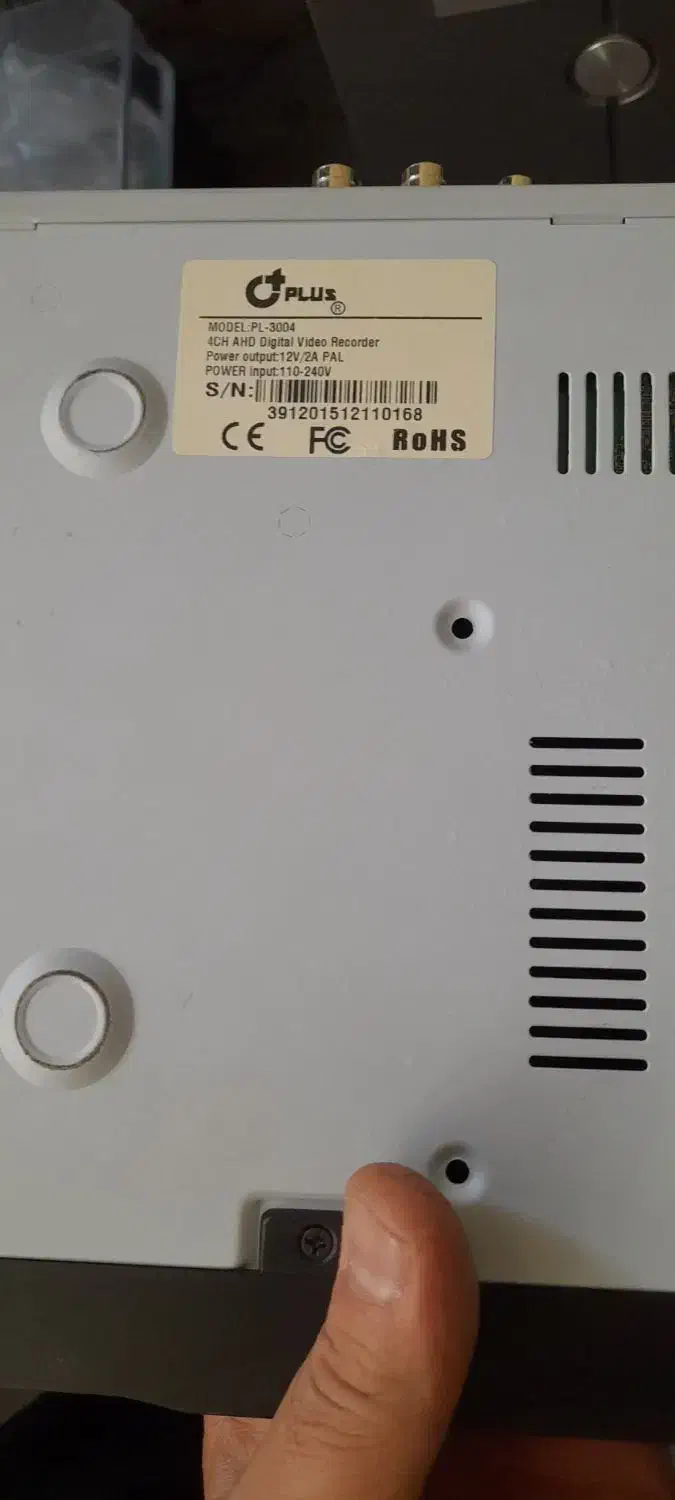 PLUS ®
MODEL:PL-3004
4CH AHD Digital Video Recorder
Power output:12V/2A PAL
POWER input:110-240V
S/N:
391201512110168
CE FC RoHS